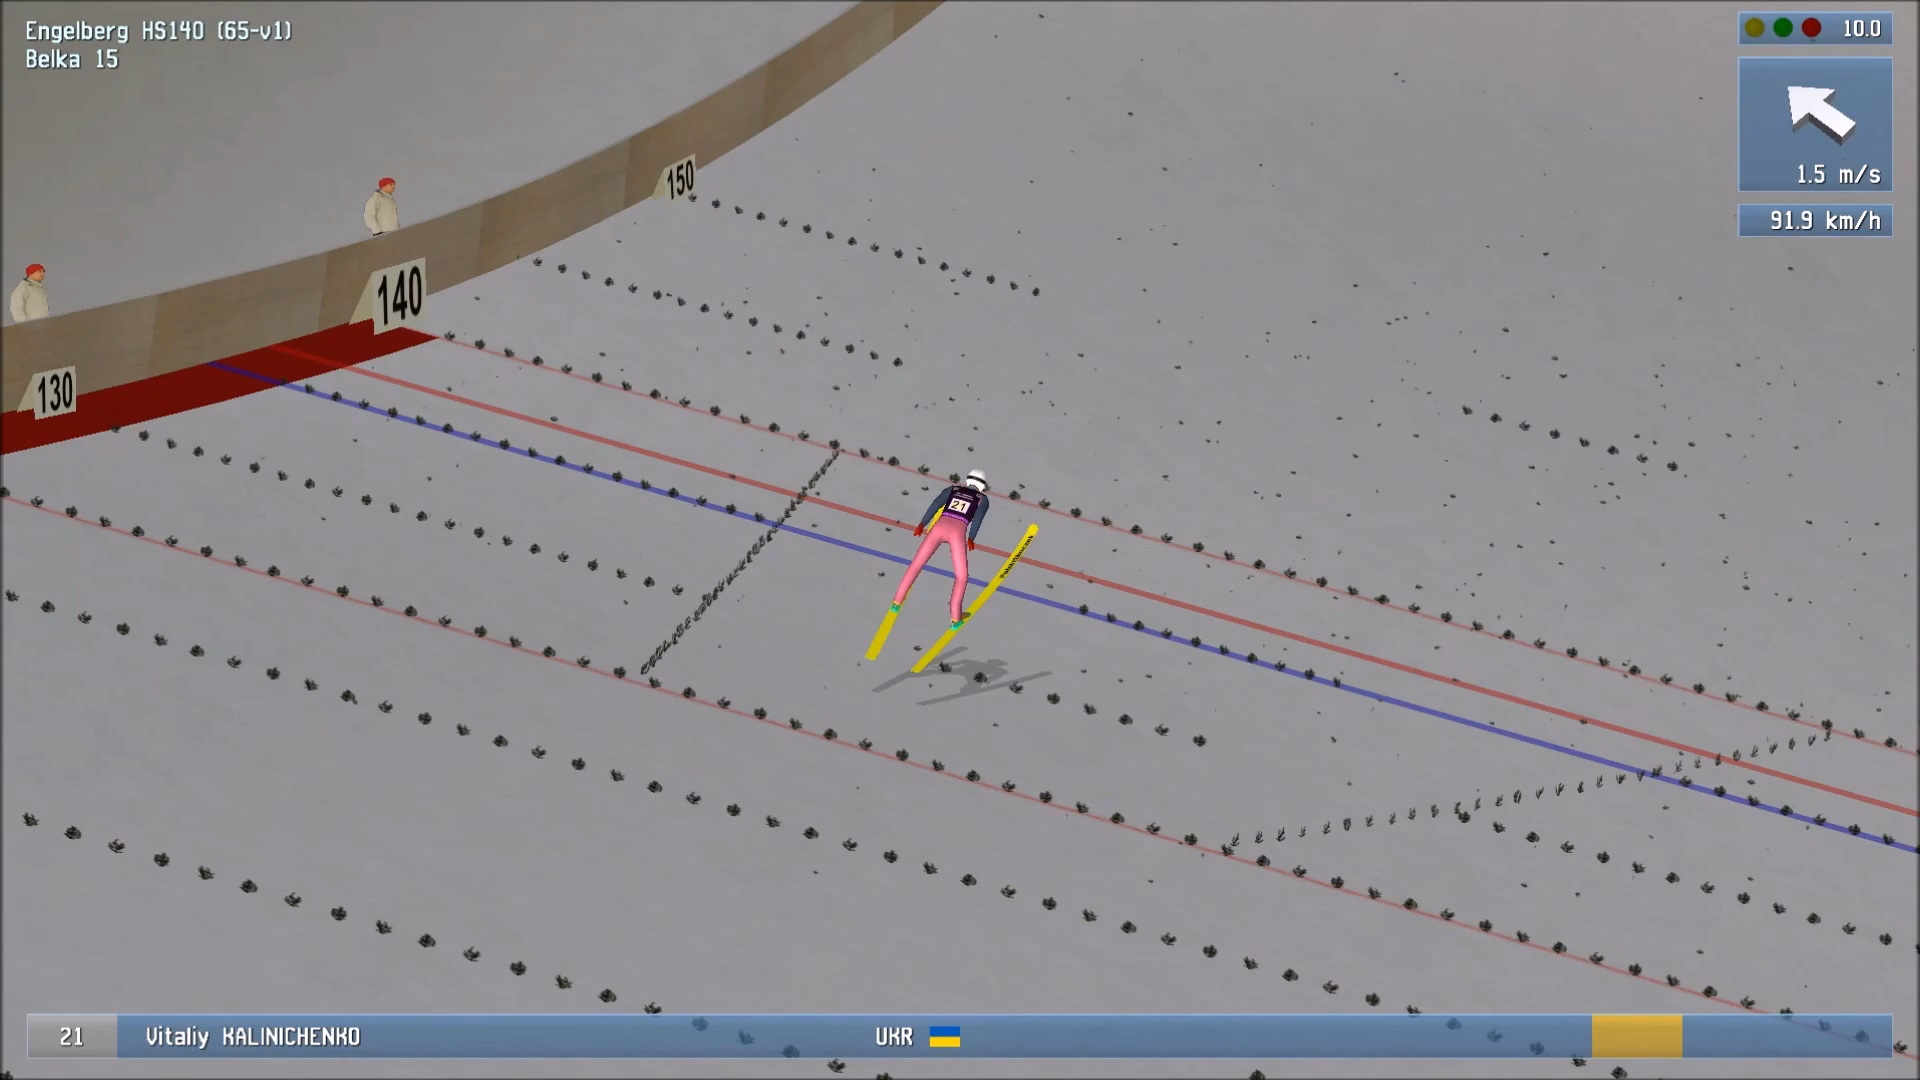 Engelberg HS140 (65-v1)
Belka 15
10.0
1.5 m/s
91.9 km/h
150
140
130
21
21 Vitaliy KALINICHENKO UKR